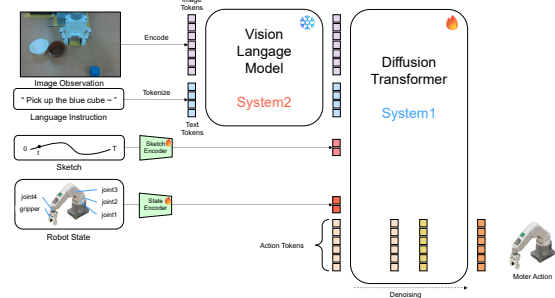 Image
Tokens
Encode
Image Observation
Vision
Langage
Model
System2
Diffusion
Transformer
System1
“ Pick up the blue cube ~ ”
Language Instruction
Tokenize
Text
Tokens
0
t
T
Sketch
Sketch
Encoder
joint4
gripper
joint3
joint2
joint1
Robot State
State
Encoder
Action Tokens
Moter Action
Denoising